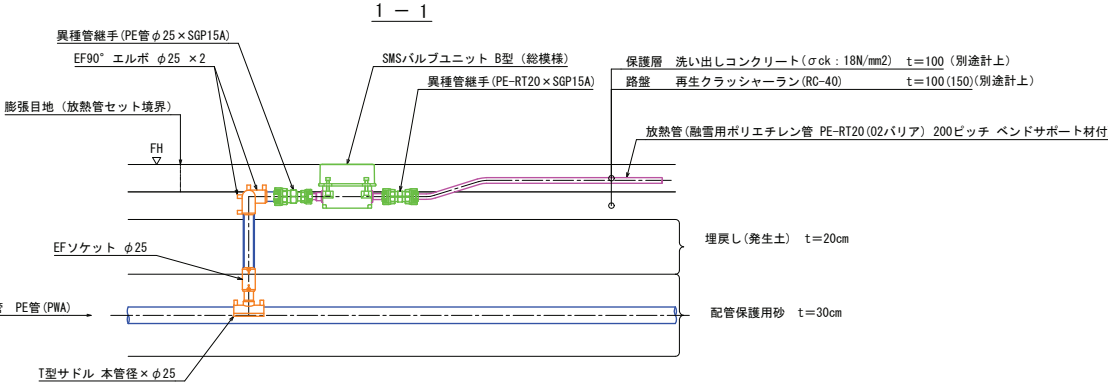 1 － 1
異種管継手(PE管φ25×SGP15A)
EF90° エルボ φ25 ×2
SMSバルブユニット B型 (総模様)
異種管継手(PE-RT20×SGP15A)
保護層 洗い出しコンクリート(σck：18N/mm2) t=100 (別途計上)
路盤 再生クラッシャーラン(RC-40) t=100(150)(別途計上)
膨張目地 (放熱管セット境界)
放熱管(融雪用ポリエチレン管 PE-RT20(O2バリア) 200ピッチ ベンドサポート材付
FH
埋戻し(発生土) t=20cm
EFソケット φ25
管 PE管(PWA)
配管保護用砂 t=30cm
T型サドル 本管径×φ25